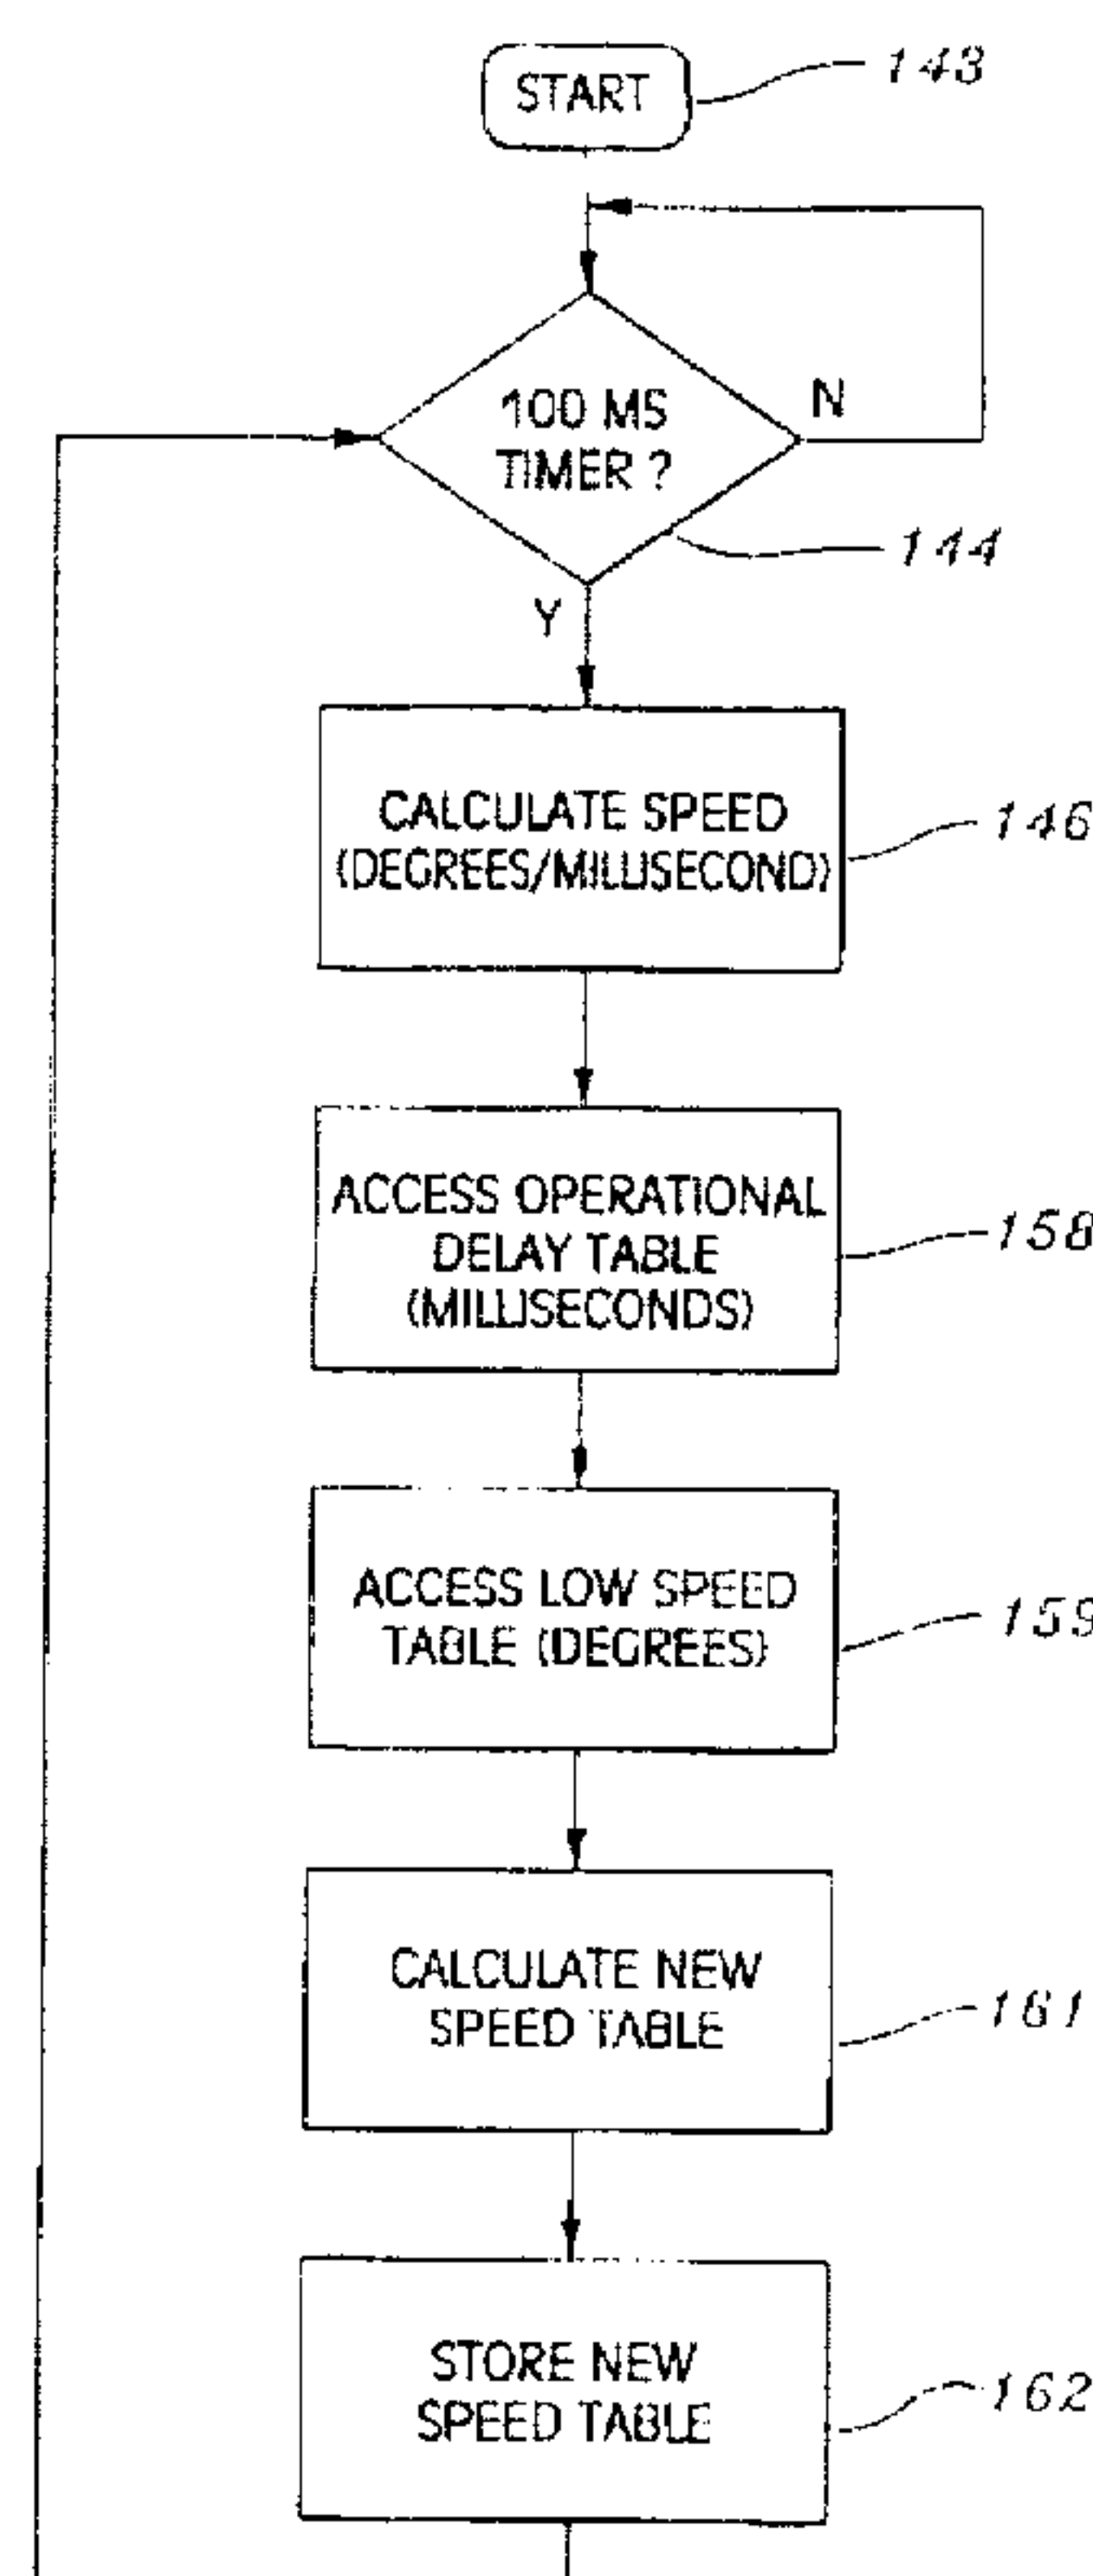 START
143
100 MS
TIMER ?
N
144
Y
CALCULATE SPEED
(DEGREES/MILLISECOND)
146
ACCESS OPERATIONAL
DELAY TABLE
(MILLISECONDS)
158
ACCESS LOW SPEED
TABLE (DEGREES)
159
CALCULATE NEW
SPEED TABLE
161
STORE NEW
SPEED TABLE
162